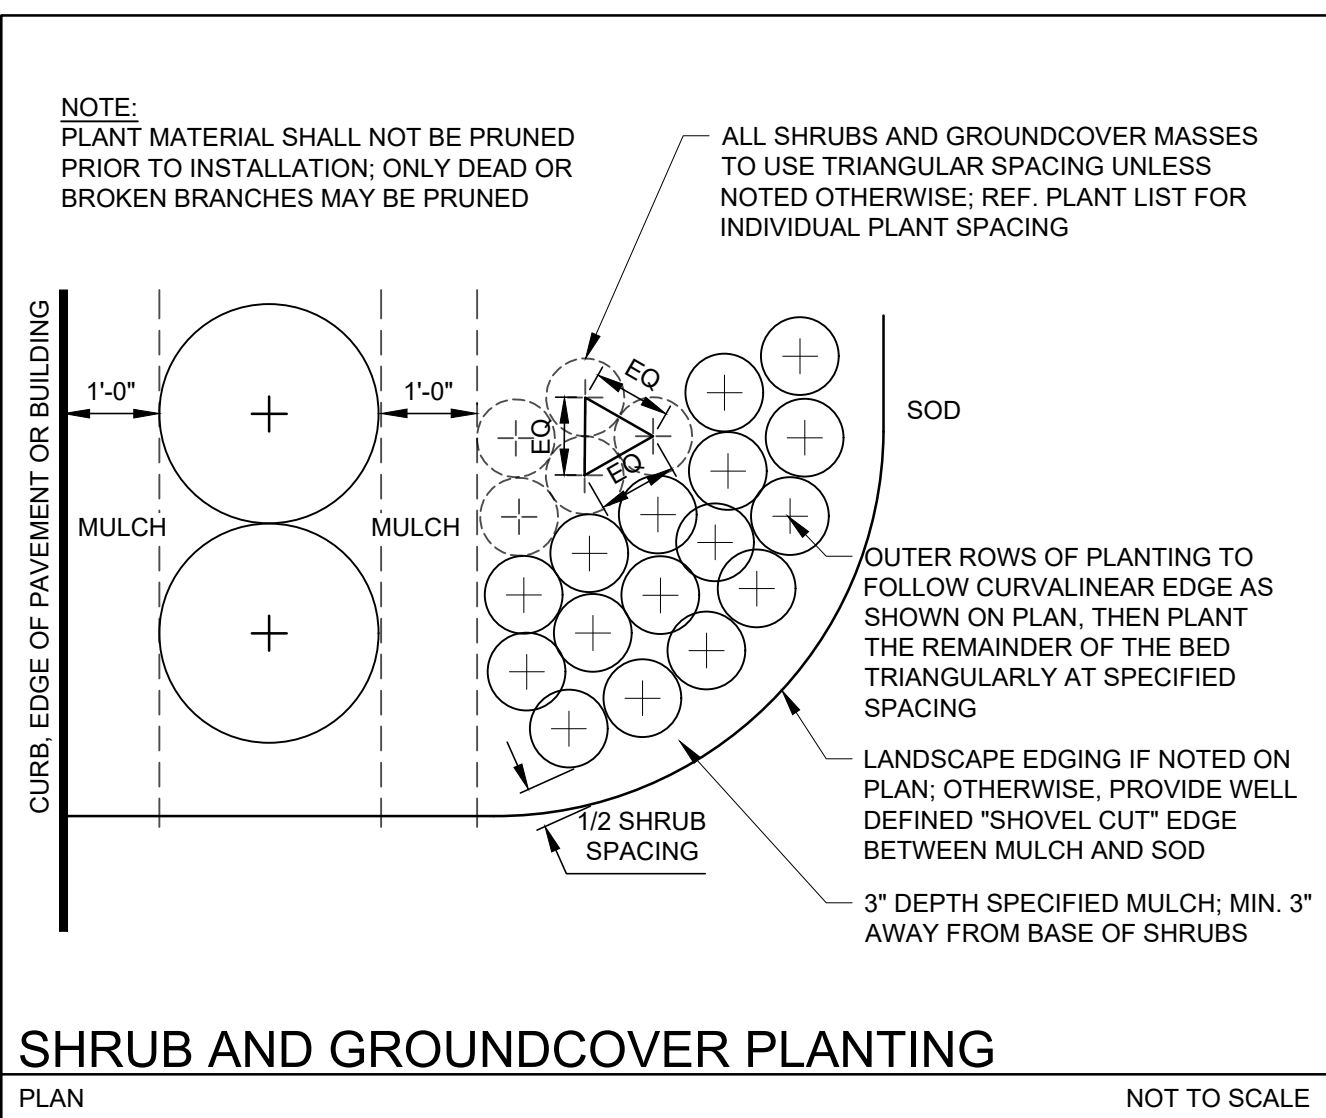 NOTE:
PLANT MATERIAL SHALL NOT BE PRUNED
PRIOR TO INSTALLATION; ONLY DEAD OR
BROKEN BRANCHES MAY BE PRUNED
ALL SHRUBS AND GROUNDCOVER MASSES
TO USE TRIANGULAR SPACING UNLESS
NOTED OTHERWISE; REF. PLANT LIST FOR
INDIVIDUAL PLANT SPACING
CURB, EDGE OF PAVEMENT OR BUILDING
1'-0"
1'-0"
EQ
EQ
EQ
SOD
MULCH
MULCH
OUTER ROWS OF PLANTING TO
FOLLOW CURVALINEAR EDGE AS
SHOWN ON PLAN, THEN PLANT
THE REMAINDER OF THE BED
TRIANGULARLY AT SPECIFIED
SPACING
LANDSCAPE EDGING IF NOTED ON
PLAN; OTHERWISE, PROVIDE WELL
DEFINED "SHOVEL CUT" EDGE
BETWEEN MULCH AND SOD
1/2 SHRUB
SPACING
3" DEPTH SPECIFIED MULCH; MIN. 3"
AWAY FROM BASE OF SHRUBS
SHRUB AND GROUNDCOVER PLANTING
PLAN
NOT TO SCALE